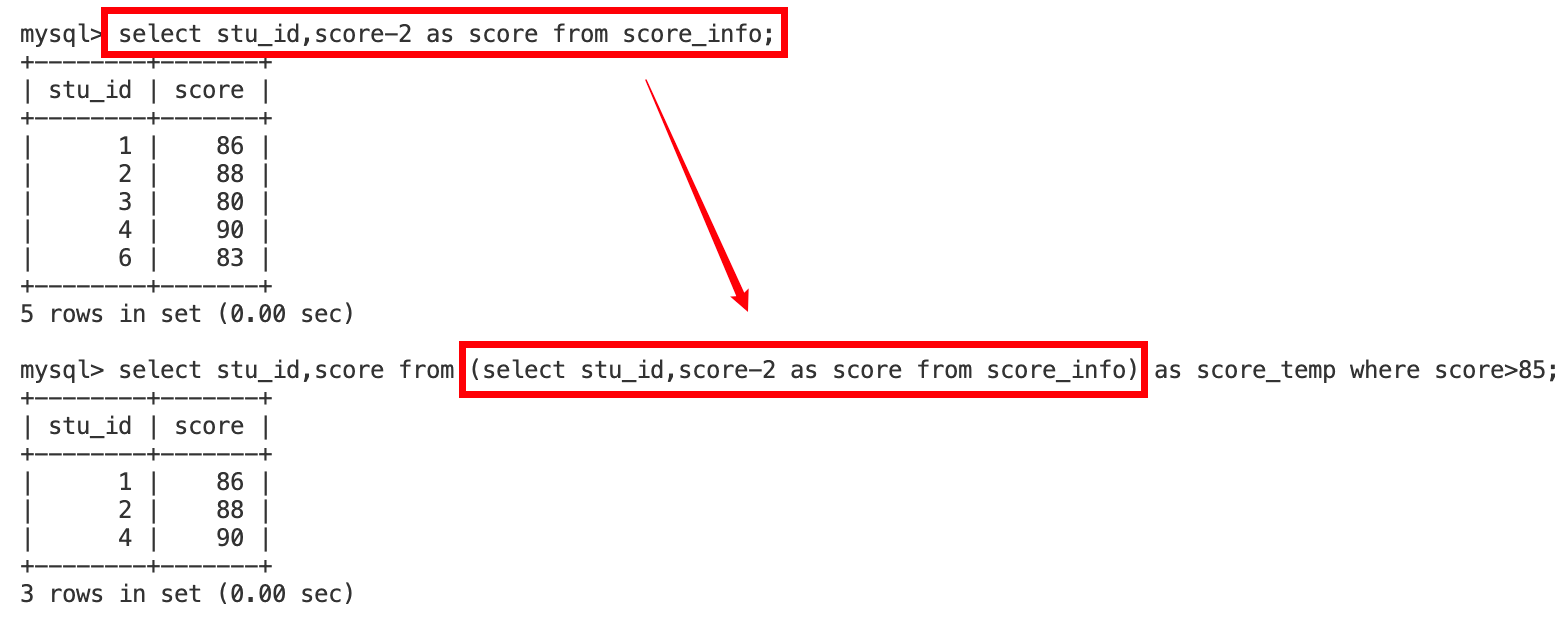 mysql> select stu_id,score-2 as score from score_info;
+--------+-------+
| stu_id | score |
+--------+-------+
|      1 |    86 |
|      2 |    88 |
|      3 |    80 |
|      4 |    90 |
|      6 |    83 |
+--------+-------+
5 rows in set (0.00 sec)
mysql> select stu_id,score from (select stu_id,score-2 as score from score_info) as score_temp where score>85;
+--------+-------+
| stu_id | score |
+--------+-------+
|      1 |    86 |
|      2 |    88 |
|      4 |    90 |
+--------+-------+
3 rows in set (0.00 sec)